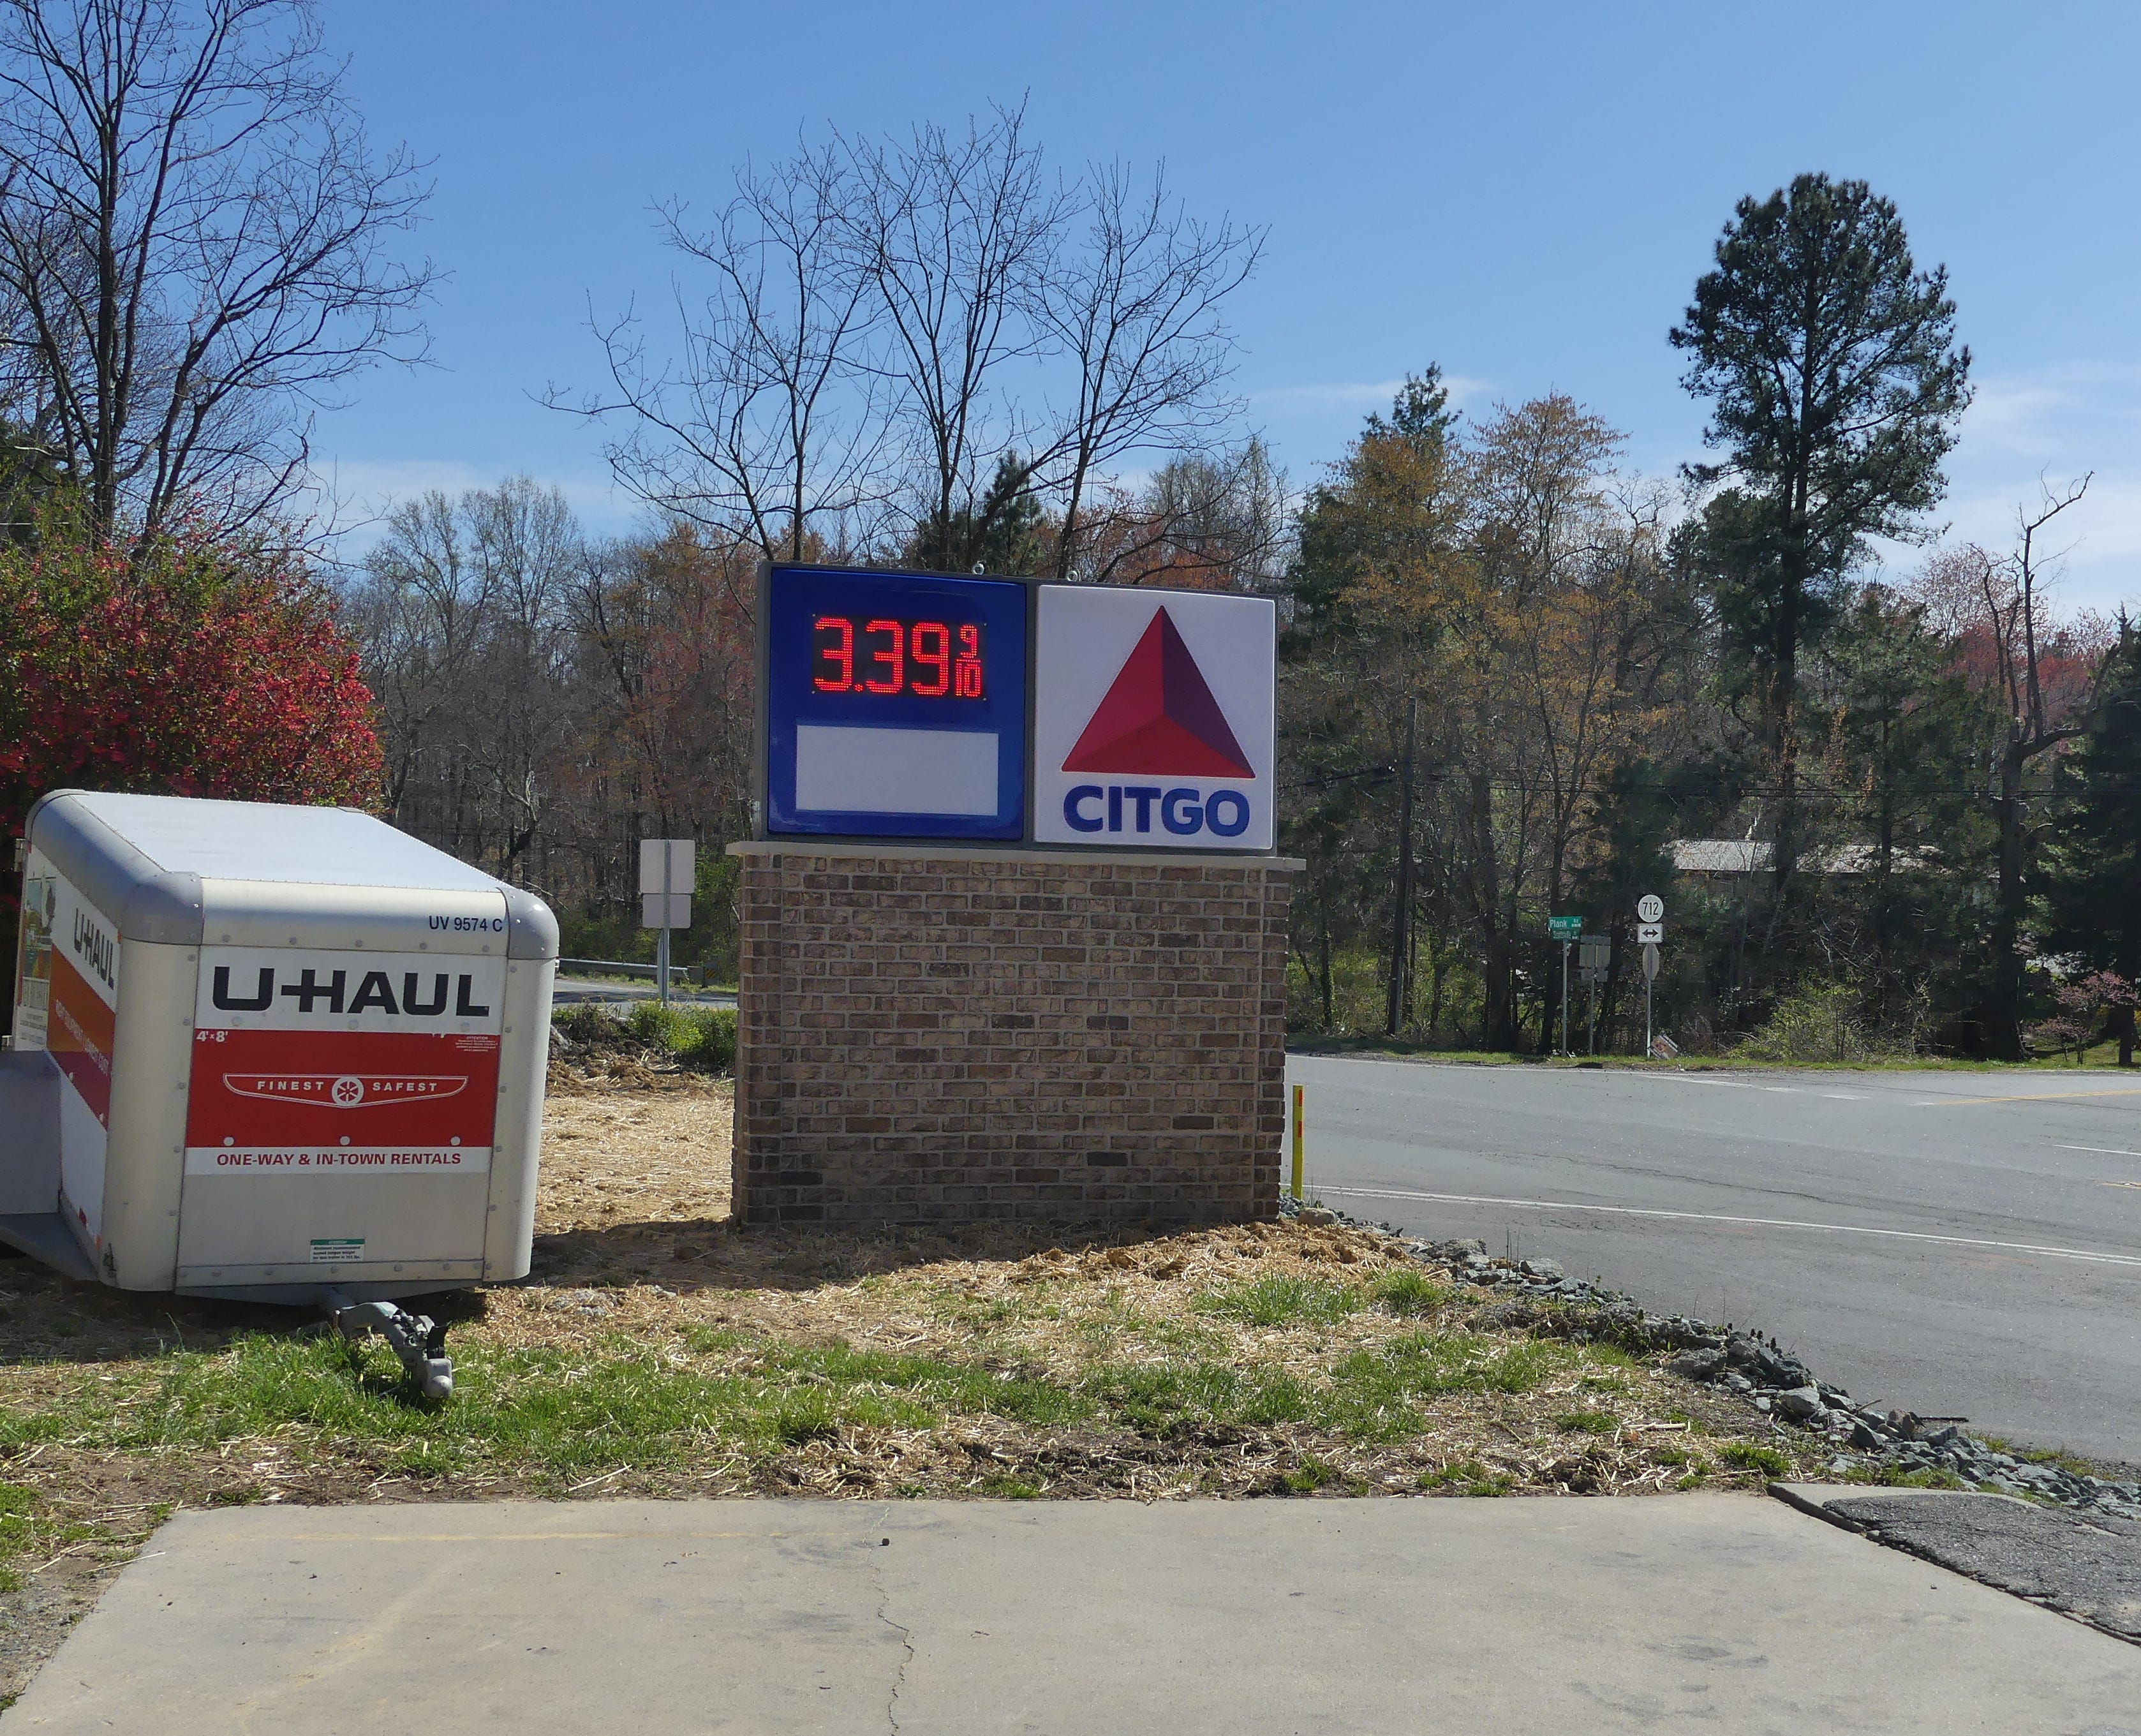 3.39 9/10
CITGO
712
Plank
UV 9574 C
U-HAUL
U-HAUL
4'x8'
FINEST SAFEST
ONE-WAY & IN-TOWN RENTALS